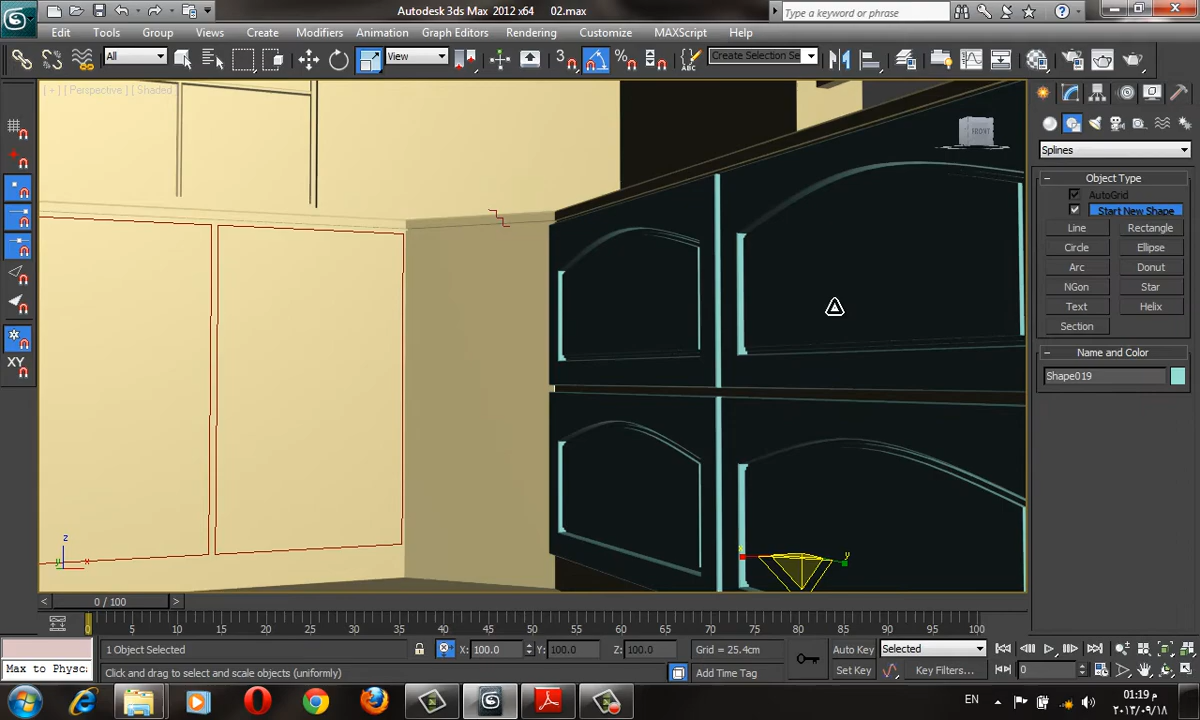 Autodesk 3ds Max 2012 x64 02.max
Type a keyword or phrase
Edit Tools Group Views Create Modifiers Animation Graph Editors Rendering Customize MAXScript Help
All
View
3
Create Selection Se
[ + ] [ Perspective ] [ Shaded ]
FRONT
Splines
Object Type
AutoGrid
Start New Shape
Line Rectangle
Circle Ellipse
Arc Donut
NGon Star
Text Helix
Section
Name and Color
Shape019
XY
z
y
x
x
y
0 / 100
0 5 10 15 20 25 30 35 40 45 50 55 60 65 70 75 80 85 90 95 100
1 Object Selected
X: 100.0 Y: 100.0 Z: 100.0
Grid = 25.4cm
Auto Key Selected
Max to Physc
Click and drag to select and scale objects (uniformly)
Add Time Tag
Set Key Key Filters...
0
EN
01:19 م
٢٠١٣/٠٩/١٨